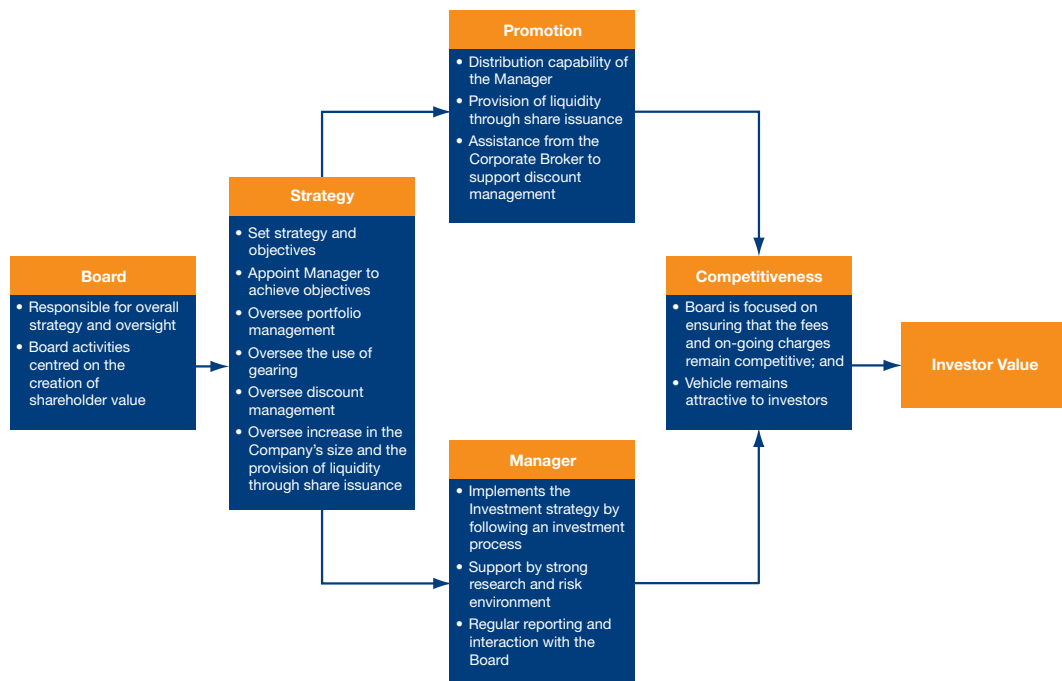 Board
• Responsible for overall
strategy and oversight
• Board activities
centred on the
creation of
shareholder value
Strategy
• Set strategy and
objectives
• Appoint Manager to
achieve objectives
• Oversee portfolio
management
• Oversee the use of
gearing
• Oversee discount
management
• Oversee increase in the
Company's size and the
provision of liquidity
through share issuance
Promotion
• Distribution capability of
the Manager
• Provision of liquidity
through share issuance
• Assistance from the
Corporate Broker to
support discount
management
Manager
• Implements the
Investment strategy by
following an investment
process
• Support by strong
research and risk
environment
• Regular reporting and
interaction with the
Board
Competitiveness
• Board is focused on
ensuring that the fees
and on-going charges
remain competitive; and
• Vehicle remains
attractive to investors
Investor Value